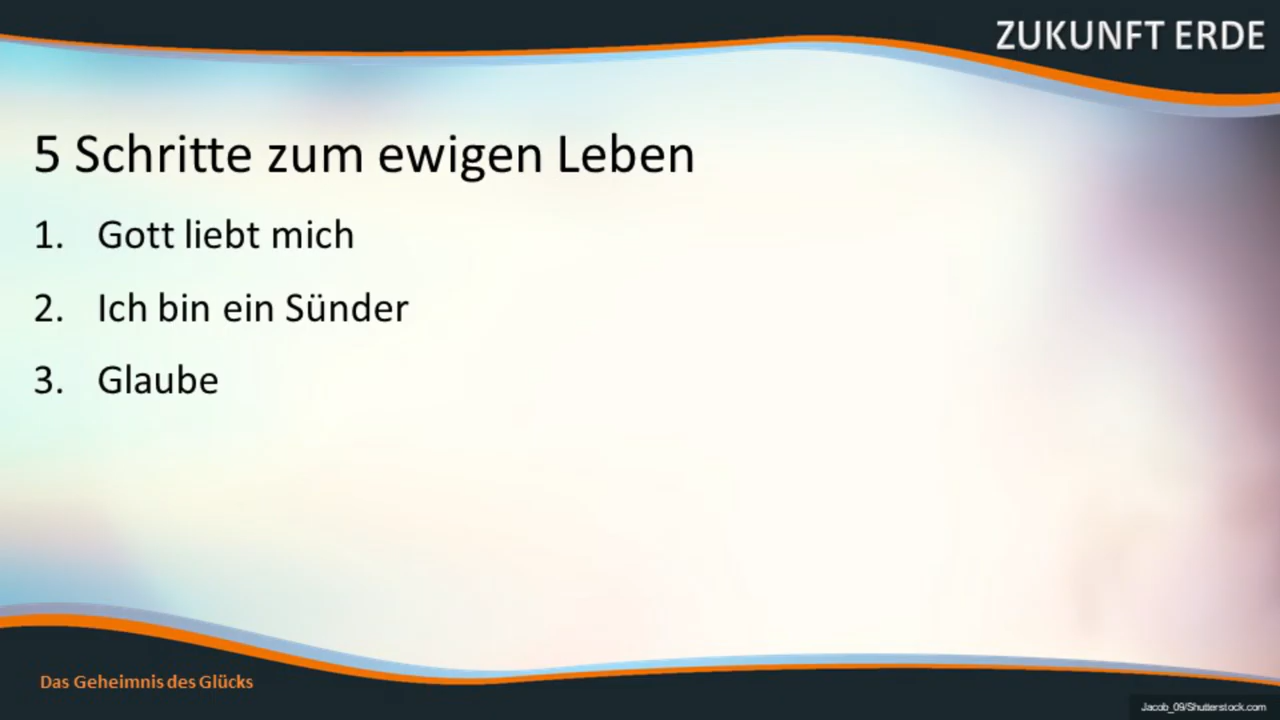 ZUKUNFT ERDE
5 Schritte zum ewigen Leben
1. Gott liebt mich
2. Ich bin ein Sünder
3. Glaube
Das Geheimnis des Glücks
Jacob_09/Shutterstock.com